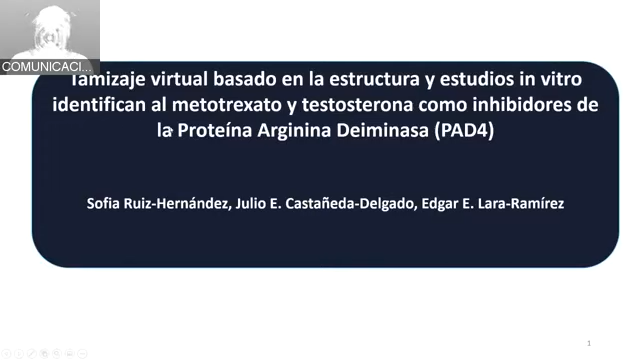 COMUNICACI...
Tamizaje virtual basado en la estructura y estudios in vitro
identifican al metotrexato y testosterona como inhibidores de
la Proteína Arginina Deiminasa (PAD4)
Sofia Ruiz-Hernández, Julio E. Castañeda-Delgado, Edgar E. Lara-Ramírez
1